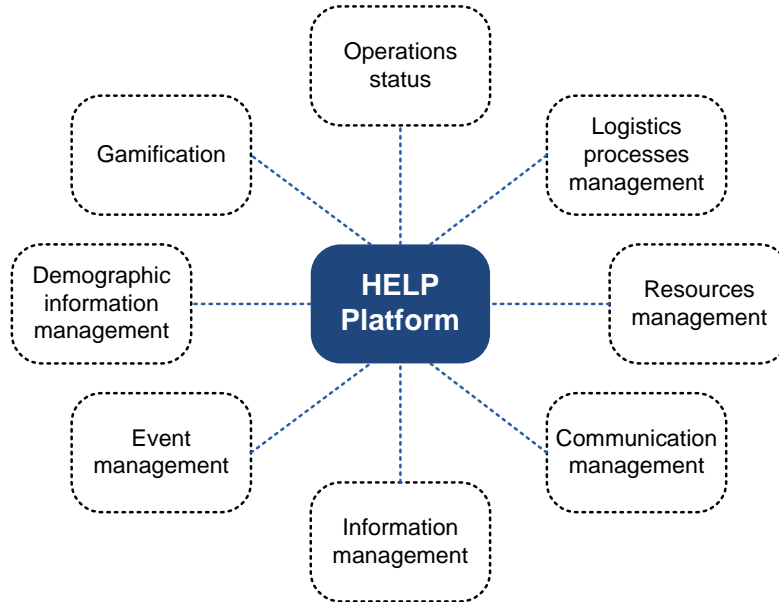 Operations
status
Gamification
Logistics
processes
management
Demographic
information
management
HELP
Platform
Resources
management
Event
management
Communication
management
Information
management